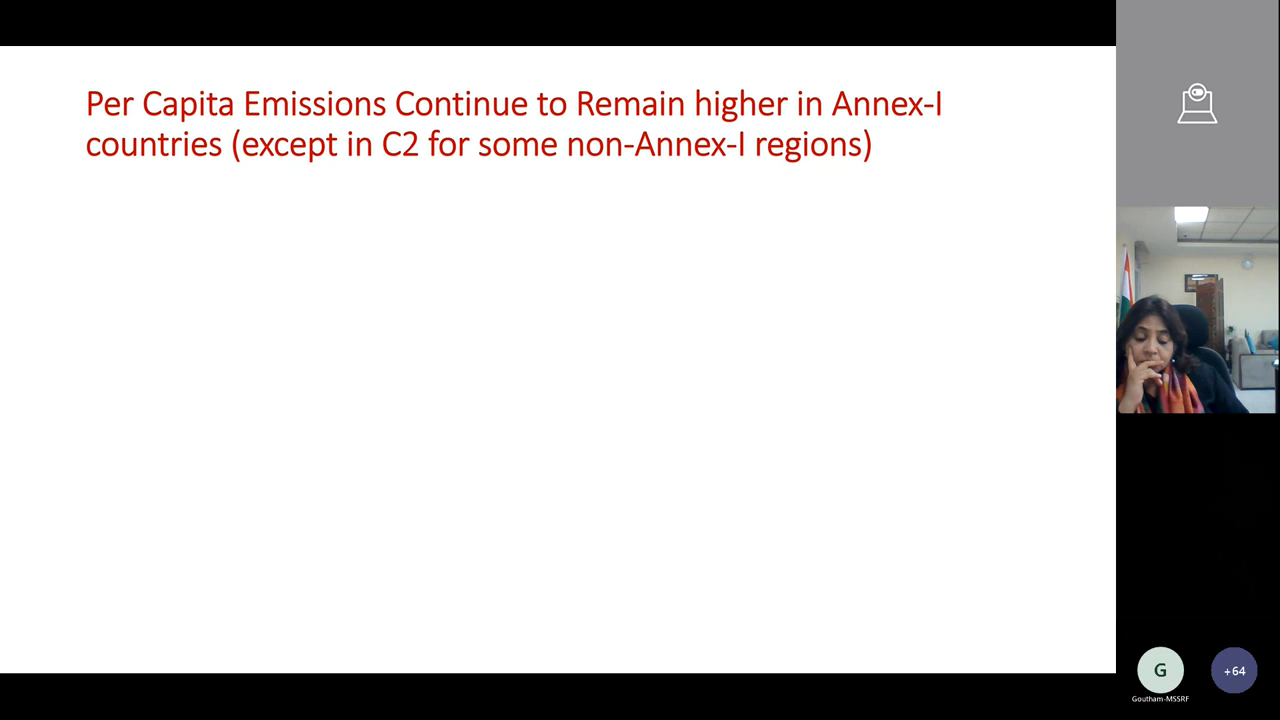 Per Capita Emissions Continue to Remain higher in Annex-I
countries (except in C2 for some non-Annex-I regions)
G
+64
Goutham-MSSRF